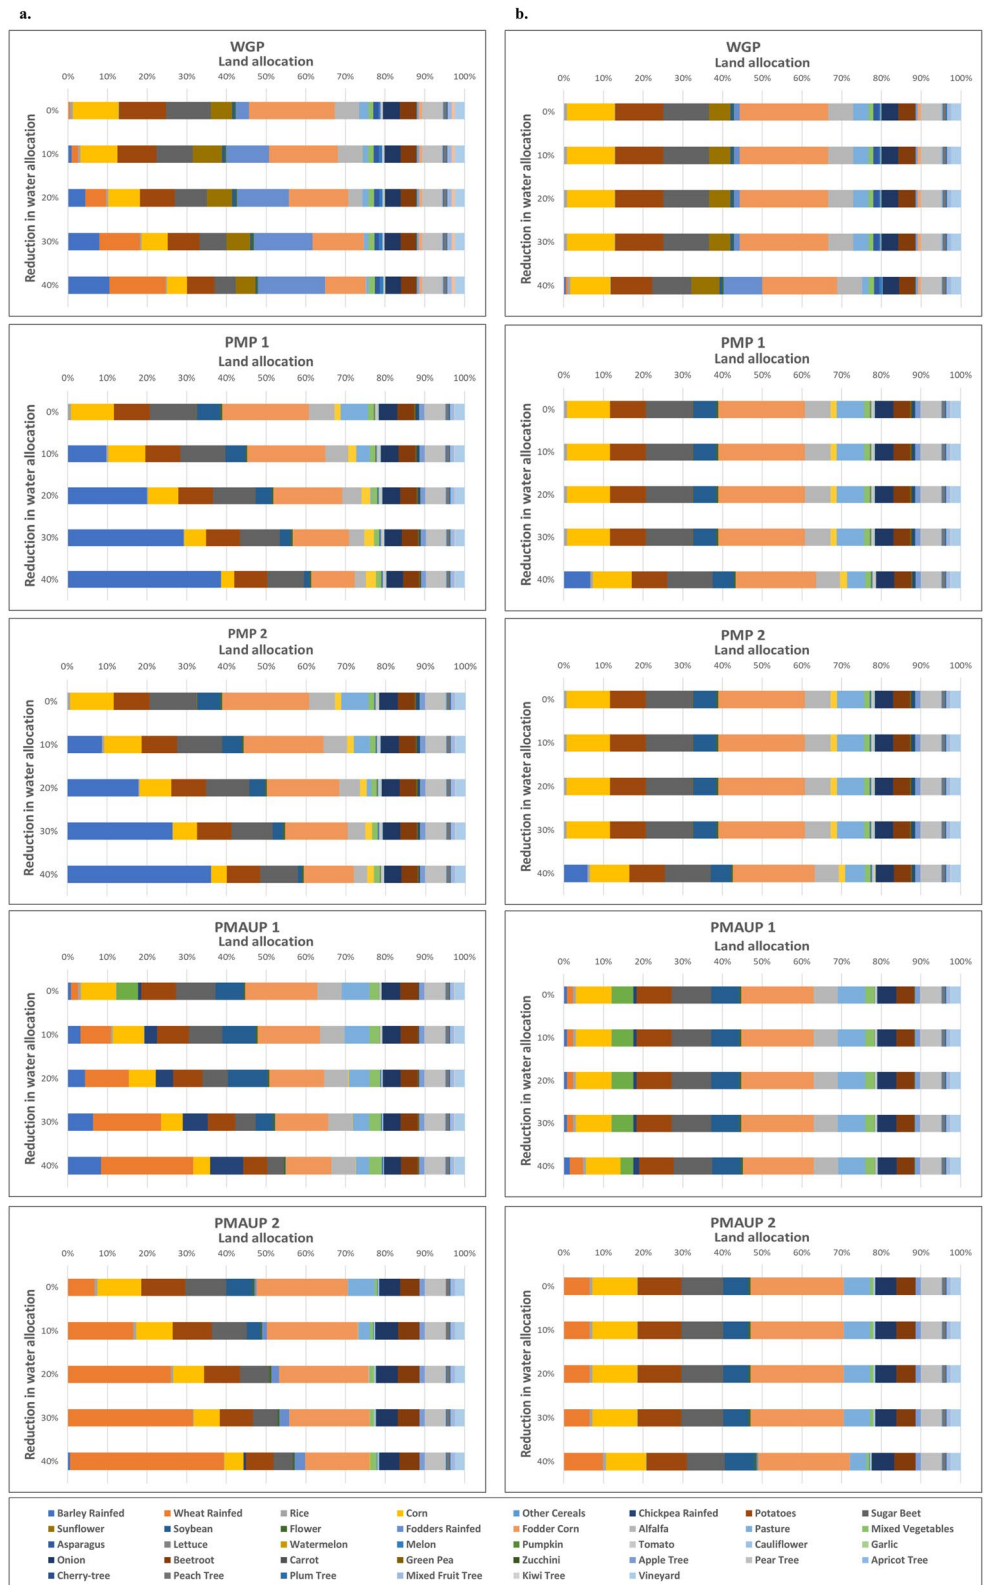 a.
WGP
Land allocation
0% 10% 20% 30% 40% 50% 60% 70% 80% 90% 100%
Reduction in water allocation
0%
10%
20%
30%
40%
PMP 1
Land allocation
0% 10% 20% 30% 40% 50% 60% 70% 80% 90% 100%
Reduction in water allocation
0%
10%
20%
30%
40%
PMP 2
Land allocation
0% 10% 20% 30% 40% 50% 60% 70% 80% 90% 100%
Reduction in water allocation
0%
10%
20%
30%
40%
PMAUP 1
Land allocation
0% 10% 20% 30% 40% 50% 60% 70% 80% 90% 100%
Reduction in water allocation
0%
10%
20%
30%
40%
PMAUP 2
Land allocation
0% 10% 20% 30% 40% 50% 60% 70% 80% 90% 100%
Reduction in water allocation
0%
10%
20%
30%
40%
b.
WGP
Land allocation
0% 10% 20% 30% 40% 50% 60% 70% 80% 90% 100%
Reduction in water allocation
0%
10%
20%
30%
40%
PMP 1
Land allocation
0% 10% 20% 30% 40% 50% 60% 70% 80% 90% 100%
Reduction in water allocation
0%
10%
20%
30%
40%
PMP 2
Land allocation
0% 10% 20% 30% 40% 50% 60% 70% 80% 90% 100%
Reduction in water allocation
0%
10%
20%
30%
40%
PMAUP 1
Land allocation
0% 10% 20% 30% 40% 50% 60% 70% 80% 90% 100%
Reduction in water allocation
0%
10%
20%
30%
40%
PMAUP 2
Land allocation
0% 10% 20% 30% 40% 50% 60% 70% 80% 90% 100%
Reduction in water allocation
0%
10%
20%
30%
40%
Barley Rainfed Wheat Rainfed Rice Corn Other Cereals Chickpea Rainfed Potatoes Sugar Beet
Sunflower Soybean Flower Fodders Rainfed Fodder Corn Alfalfa Pasture Mixed Vegetables
Asparagus Lettuce Watermelon Melon Pumpkin Tomato Cauliflower Garlic
Onion Beetroot Carrot Green Pea Zucchini Apple Tree Pear Tree Apricot Tree
Cherry-tree Peach Tree Plum Tree Mixed Fruit Tree Kiwi Tree Vineyard